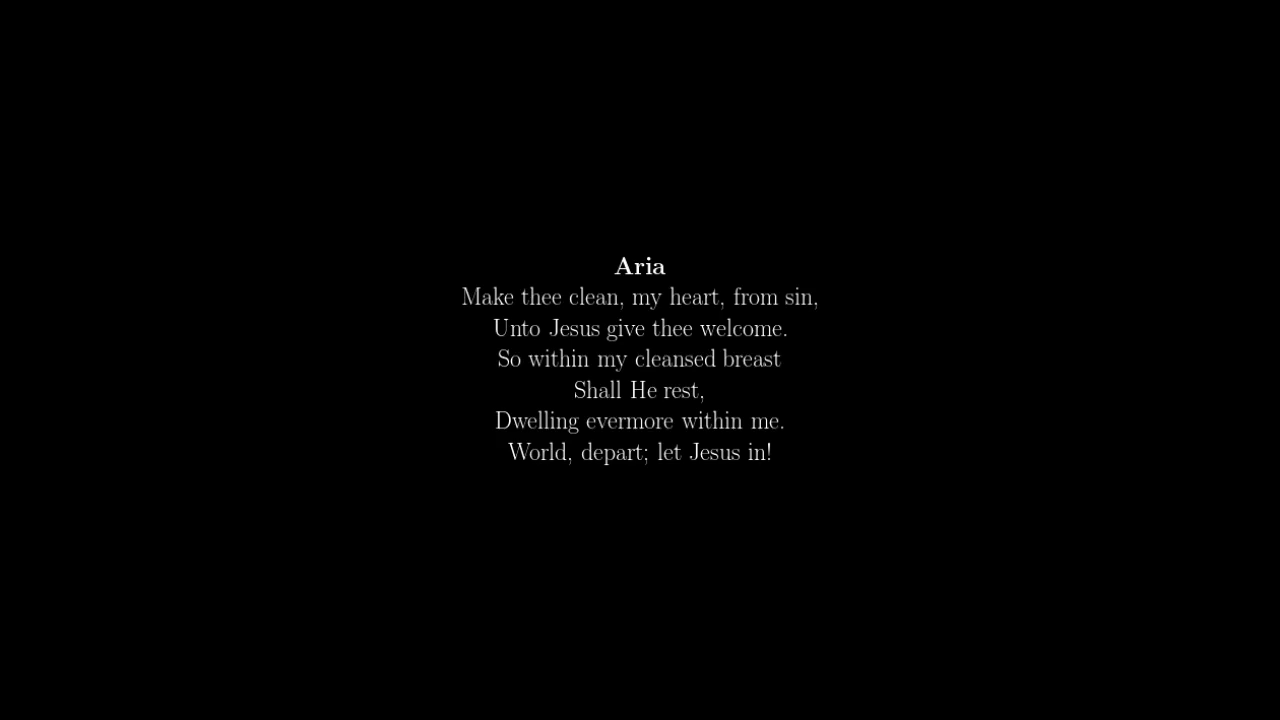 Aria
Make thee clean, my heart, from sin,
Unto Jesus give thee welcome.
So within my cleansed breast
Shall He rest,
Dwelling evermore within me.
World, depart; let Jesus in!